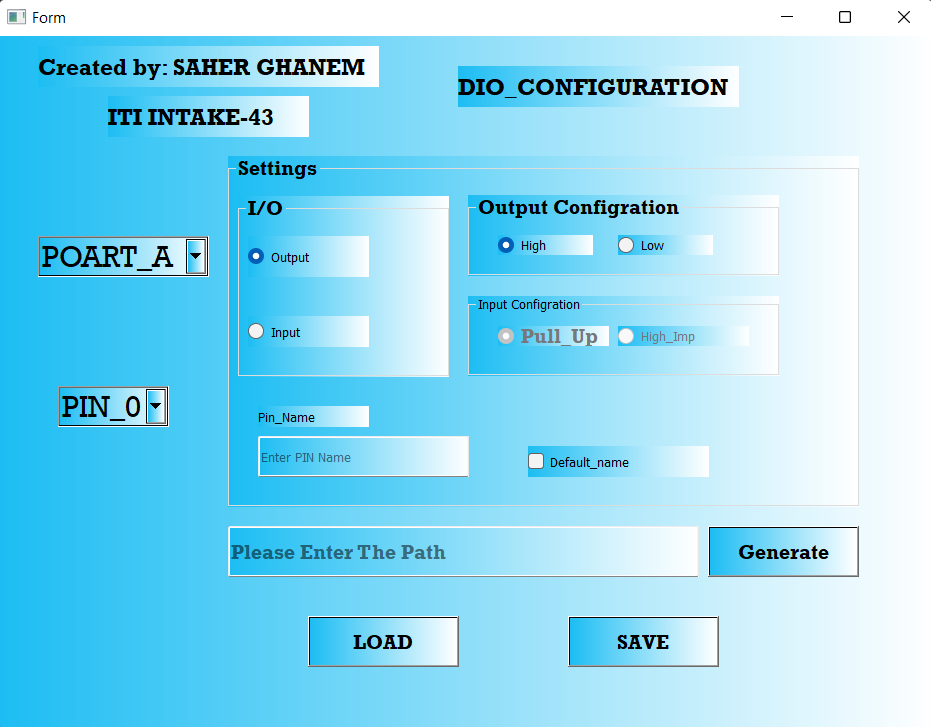 Form
Created by: SAHER GHANEM
DIO_CONFIGURATION
ITI INTAKE-43
Settings
I/O
Output Configration
Output
High
Low
POART_A
Input Configration
Input
Pull_Up
High_Imp
PIN_0
Pin_Name
Enter PIN Name
Default_name
Please Enter The Path
Generate
LOAD
SAVE